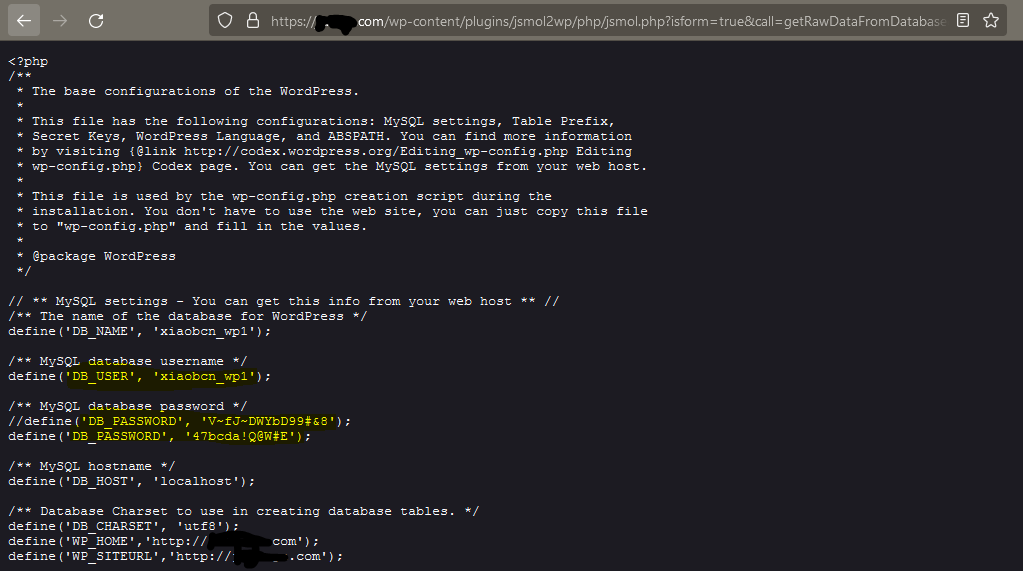 https:// .com/wp-content/plugins/jsmol2wp/php/jsmol.php?isform=true&call=getRawDataFromDatabase
<?php
/**
 * The base configurations of the WordPress.
 *
 * This file has the following configurations: MySQL settings, Table Prefix,
 * Secret Keys, WordPress Language, and ABSPATH. You can find more information
 * by visiting {@link http://codex.wordpress.org/Editing_wp-config.php Editing
 * wp-config.php} Codex page. You can get the MySQL settings from your web host.
 *
 * This file is used by the wp-config.php creation script during the
 * installation. You don't have to use the web site, you can just copy this file
 * to "wp-config.php" and fill in the values.
 *
 * @package WordPress
 */
// ** MySQL settings - You can get this info from your web host ** //
/** The name of the database for WordPress */
define('DB_NAME', 'xiaobcn_wp1');
/** MySQL database username */
define('DB_USER', 'xiaobcn_wp1');
/** MySQL database password */
//define('DB_PASSWORD', 'V~fJ~DWYbD99#&8');
define('DB_PASSWORD', '47bcda!Q@W#E');
/** MySQL hostname */
define('DB_HOST', 'localhost');
/** Database Charset to use in creating database tables. */
define('DB_CHARSET', 'utf8');
define('WP_HOME','http:// com');
define('WP_SITEURL','http:// .com');